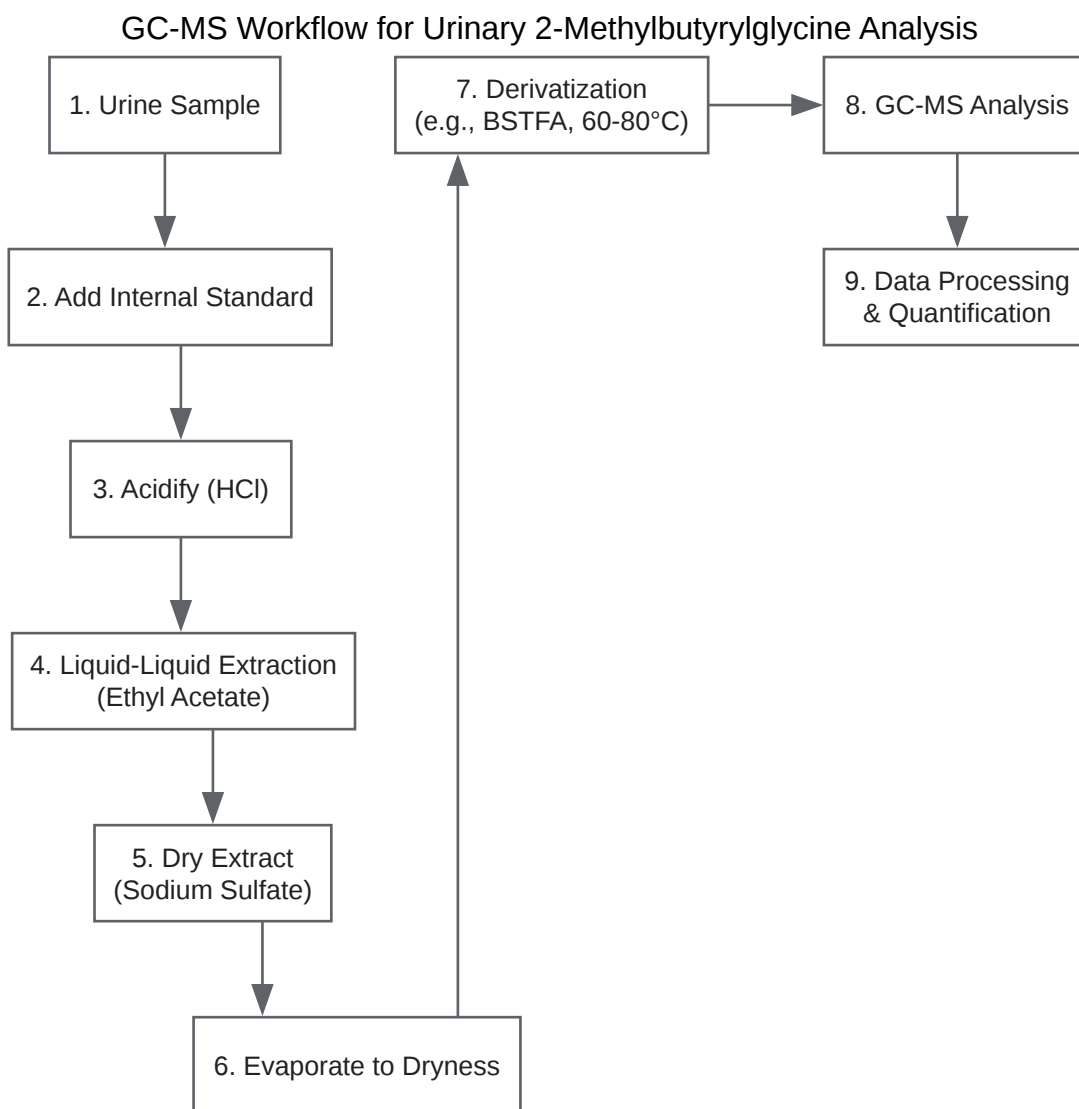 GC-MS Workflow for Urinary 2-Methylbutyrylglycine Analysis
1. Urine Sample
2. Add Internal Standard
3. Acidify (HCl)
4. Liquid-Liquid Extraction
(Ethyl Acetate)
5. Dry Extract
(Sodium Sulfate)
6. Evaporate to Dryness
7. Derivatization
(e.g., BSTFA, 60-80°C)
8. GC-MS Analysis
9. Data Processing
& Quantification